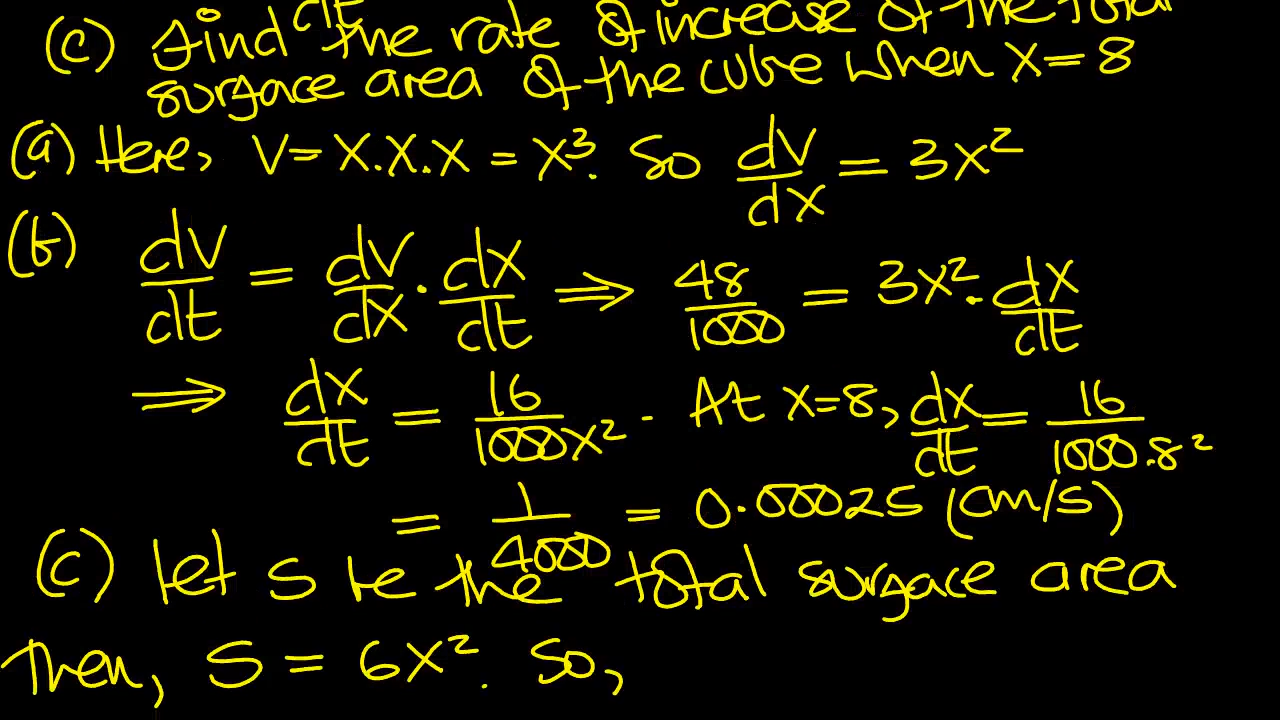 dt
(c) find the rate of increase of the total
surface area of the cube when x = 8
(a) Here, V = x.x.x = x³. So dV/dx = 3x²
(b) dV/dt = dV/dx · dx/dt ⇒ 48/1000 = 3x² · dx/dt
⇒ dx/dt = 16/1000x² . At x=8, dx/dt = 16/1000.8²
= 1/4000 = 0.00025 (cm/s)
(c) let S be the total surface area
Then, S = 6x². So,